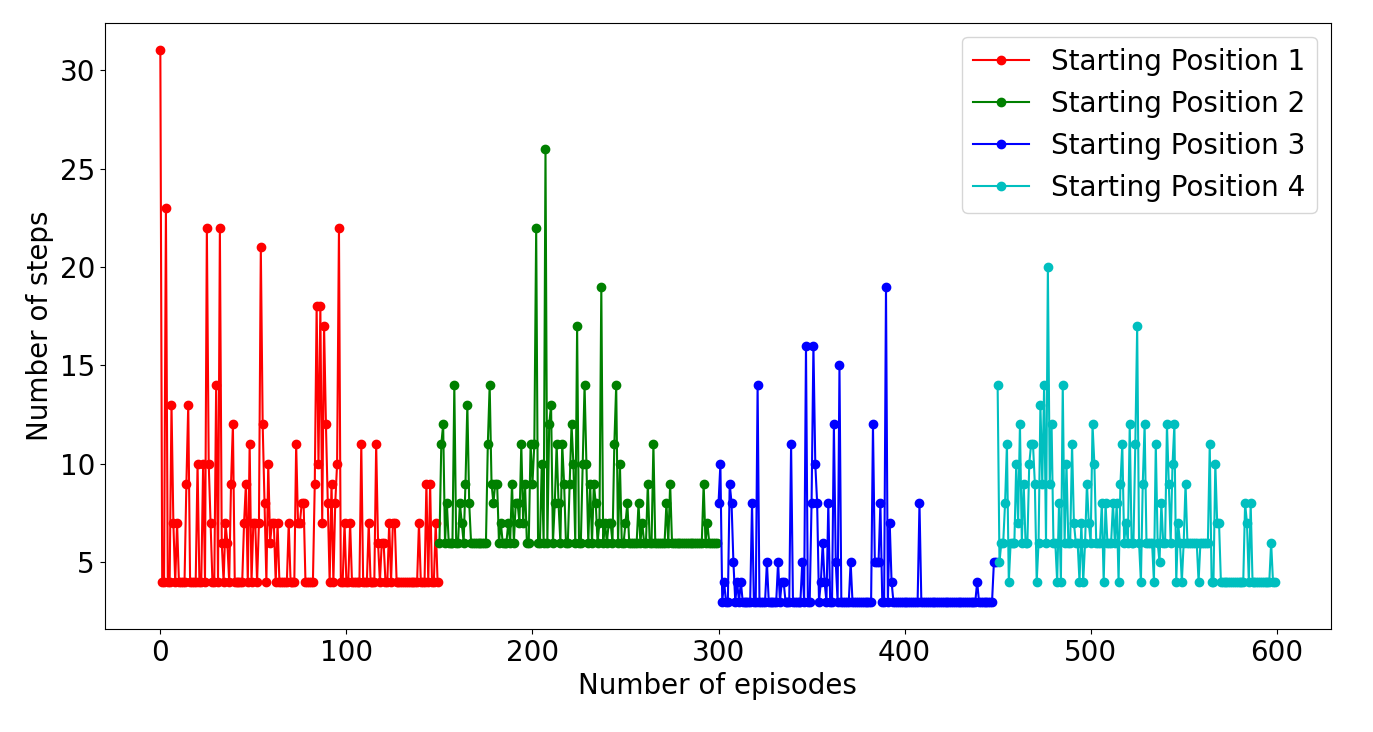 Starting Position 1
Starting Position 2
Starting Position 3
Starting Position 4
Number of steps
30
25
20
15
10
5
0 100 200 300 400 500 600
Number of episodes